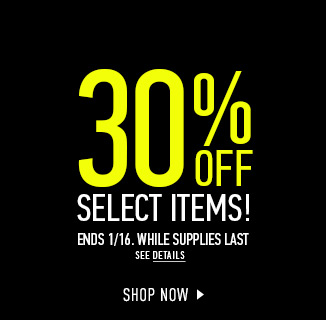 30% OFF
SELECT ITEMS!
ENDS 1/16. WHILE SUPPLIES LAST
SEE DETAILS
SHOP NOW